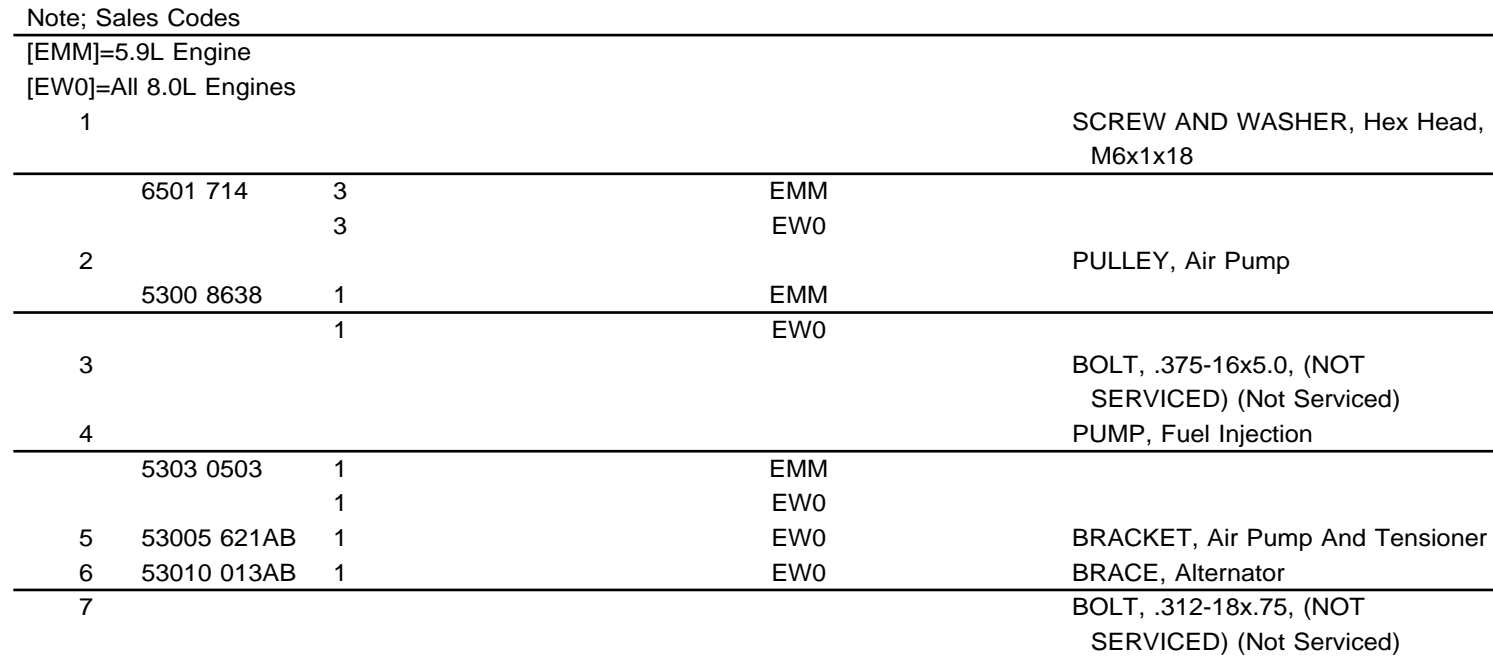 Note; Sales Codes
[EMM]=5.9L Engine
[EW0]=All 8.0L Engines
1 SCREW AND WASHER, Hex Head,
M6x1x18
6501 714 3 EMM
3 EW0
2 PULLEY, Air Pump
5300 8638 1 EMM
1 EW0
3 BOLT, .375-16x5.0, (NOT
SERVICED) (Not Serviced)
4 PUMP, Fuel Injection
5303 0503 1 EMM
1 EW0
5 53005 621AB 1 EW0 BRACKET, Air Pump And Tensioner
6 53010 013AB 1 EW0 BRACE, Alternator
7 BOLT, .312-18x.75, (NOT
SERVICED) (Not Serviced)